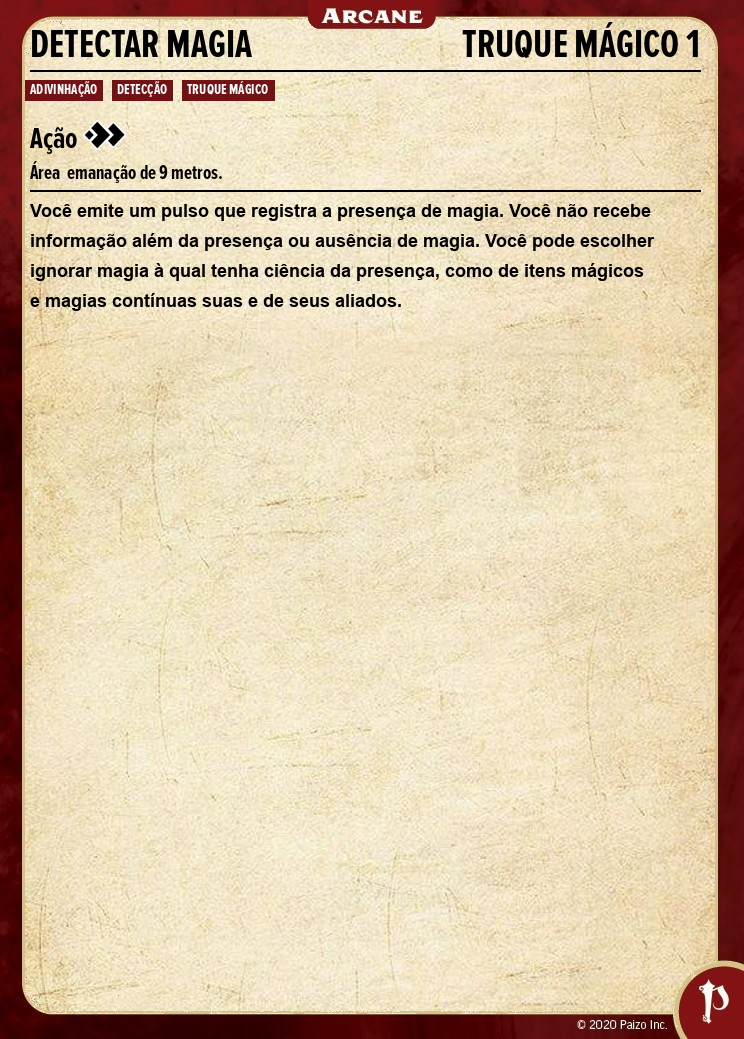 ARCANE
DETECTAR MAGIA TRUQUE MÁGICO 1
ADIVINHAÇÃO DETECÇÃO TRUQUE MÁGICO
Ação
Área emanação de 9 metros.
Você emite um pulso que registra a presença de magia. Você não recebe
informação além da presença ou ausência de magia. Você pode escolher
ignorar magia à qual tenha ciência da presença, como de itens mágicos
e magias contínuas suas e de seus aliados.
© 2020 Paizo Inc.
P